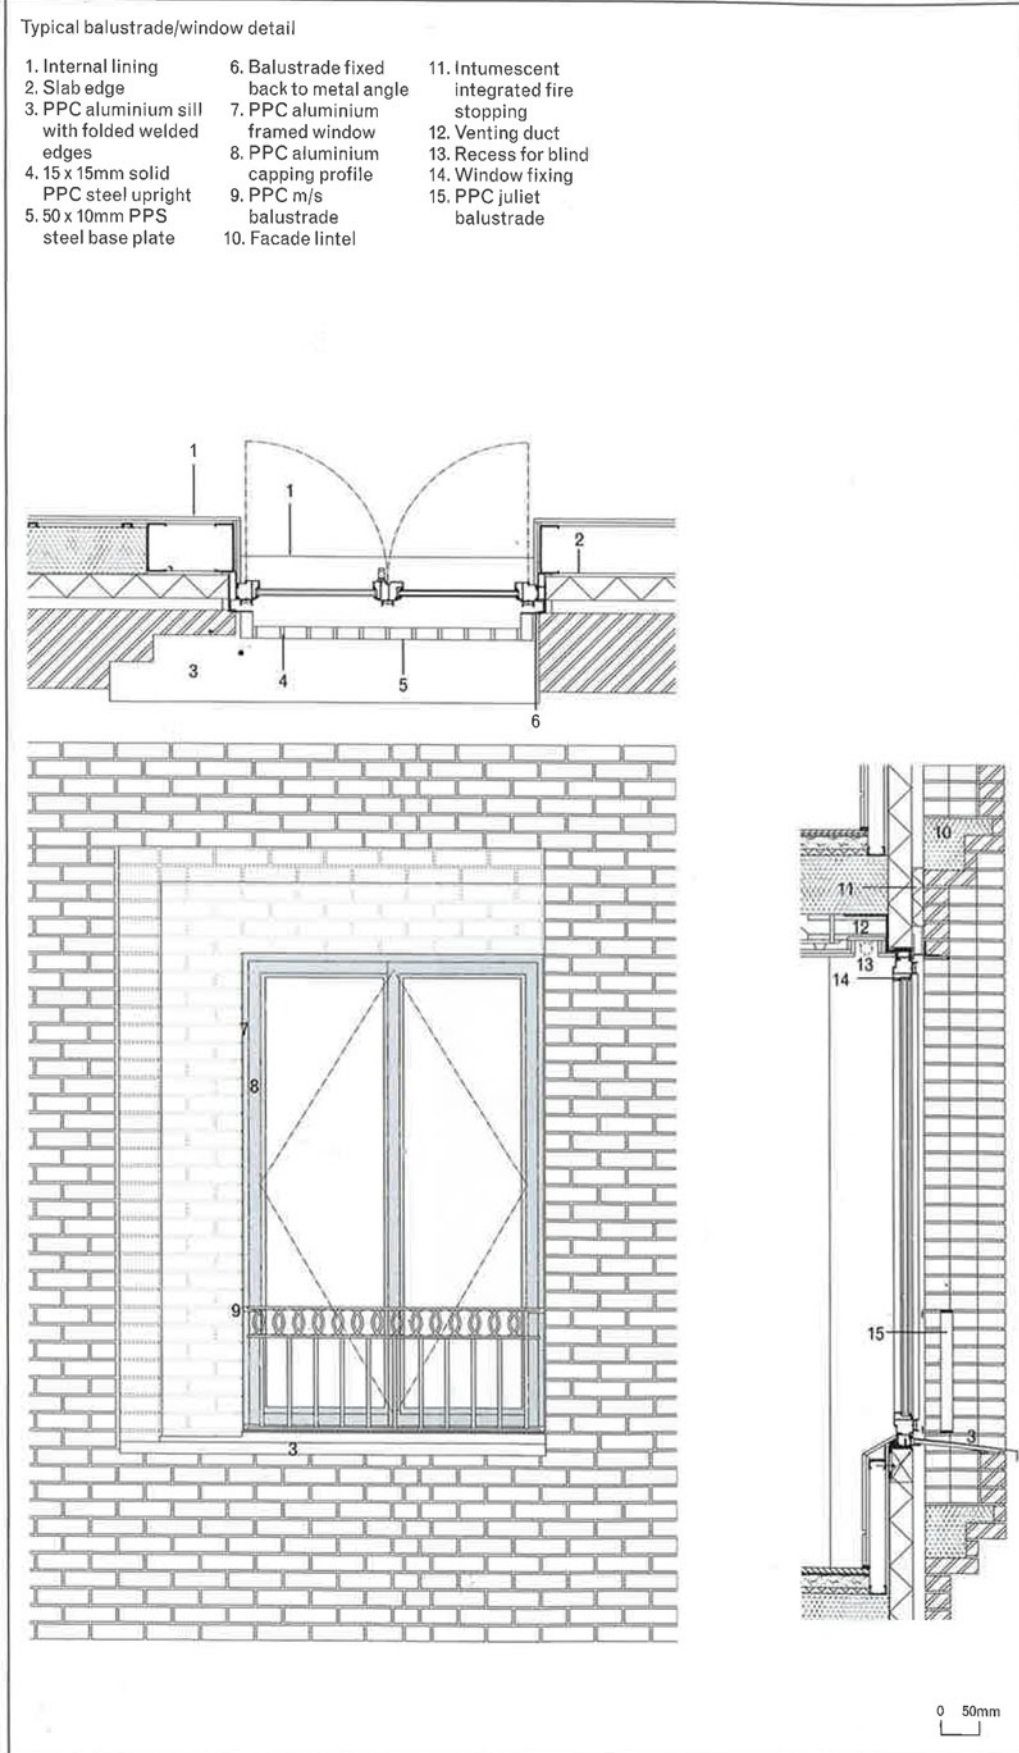 Typical balustrade/window detail
1. Internal lining
2. Slab edge
3. PPC aluminium sill
with folded welded
edges
4. 15 x 15mm solid
PPC steel upright
5. 50 x 10mm PPS
steel base plate
6. Balustrade fixed
back to metal angle
7. PPC aluminium
framed window
8. PPC aluminium
capping profile
9. PPC m/s
balustrade
10. Facade lintel
11. Intumescent
integrated fire
stopping
12. Venting duct
13. Recess for blind
14. Window fixing
15. PPC juliet
balustrade
1
1
2
3
4
5
6
7
8
9
3
10
11
12
13
14
15
3
0 50mm